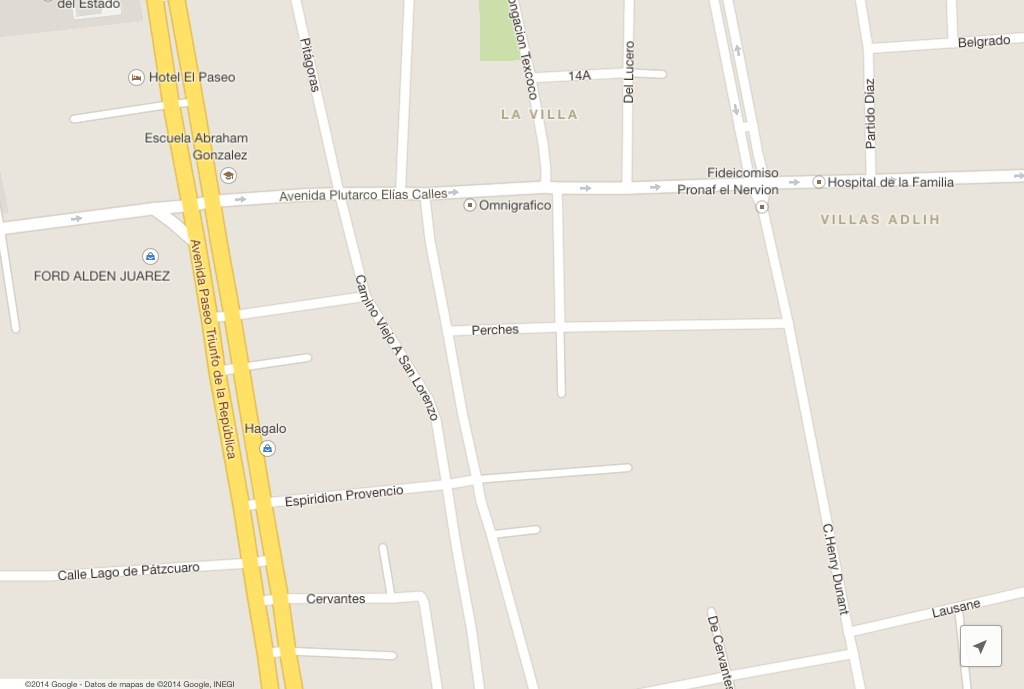 del Estado
Pitágoras
ongacion Texcoco
Del Lucero
Belgrado
Hotel El Paseo
14A
Partido Díaz
LA VILLA
Escuela Abraham
Gonzalez
Fideicomiso
Pronaf el Nervion
Hospital de la Familia
Avenida Plutarco Elías Calles
Omnigrafico
VILLAS ADLIH
FORD ALDEN JUAREZ
Avenida Paseo Triunfo de la República
Camino Viejo A San Lorenzo
Perches
Hagalo
Espiridion Provencio
C.Henry Dunant
Calle Lago de Pátzcuaro
Cervantes
Lausane
De Cervantes
©2014 Google - Datos de mapas de ©2014 Google, INEGI